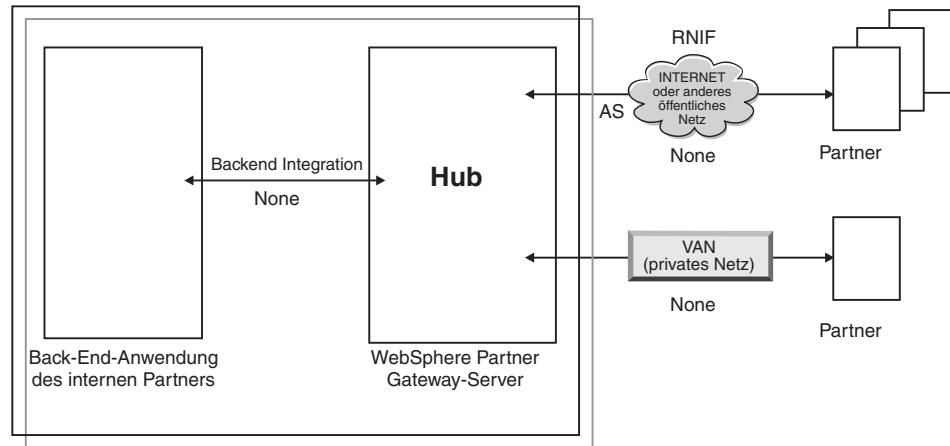 RNIF
INTERNET
oder anderes
öffentliches
Netz
AS
None
Partner
Backend Integration
None
Hub
VAN
(privates Netz)
None
Partner
Back-End-Anwendung
des internen Partners
WebSphere Partner
Gateway-Server